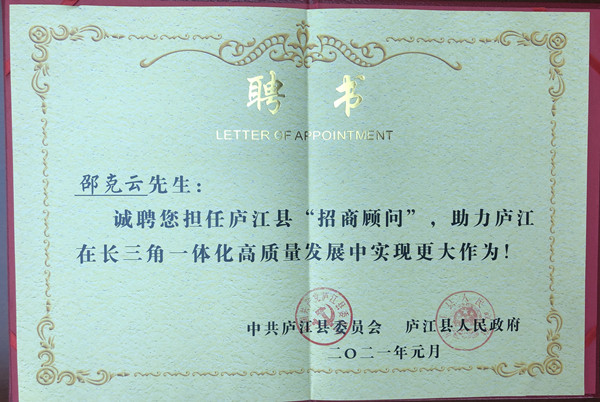 聘书
LETTER OF APPOINTMENT
邵克云先生：
诚聘您担任庐江县“招商顾问”，助力庐江
在长三角一体化高质量发展中实现更大作为！
中共庐江县委员会 庐江县人民政府
二〇二一年元月